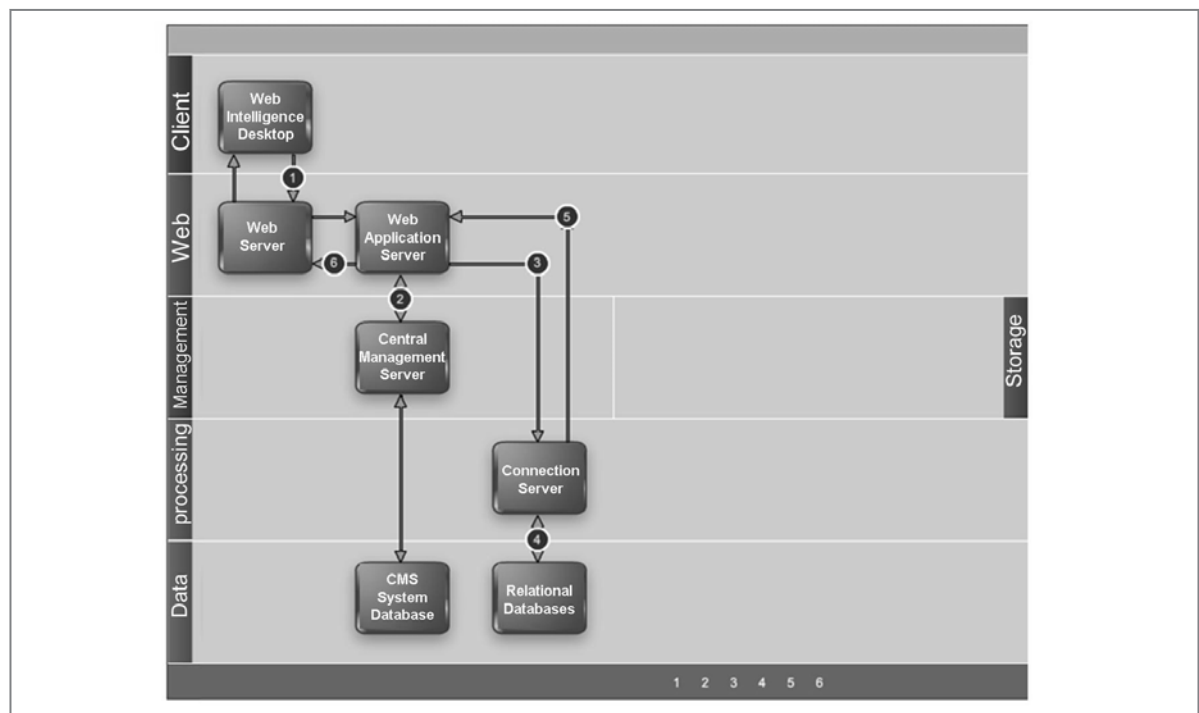 Client
Web
Intelligence
Desktop
1
Web
Web
Server
Web
Application
Server
5
6
3
2
Management
Central
Management
Server
Storage
processing
Connection
Server
4
Data
CMS
System
Database
Relational
Databases
1 2 3 4 5 6